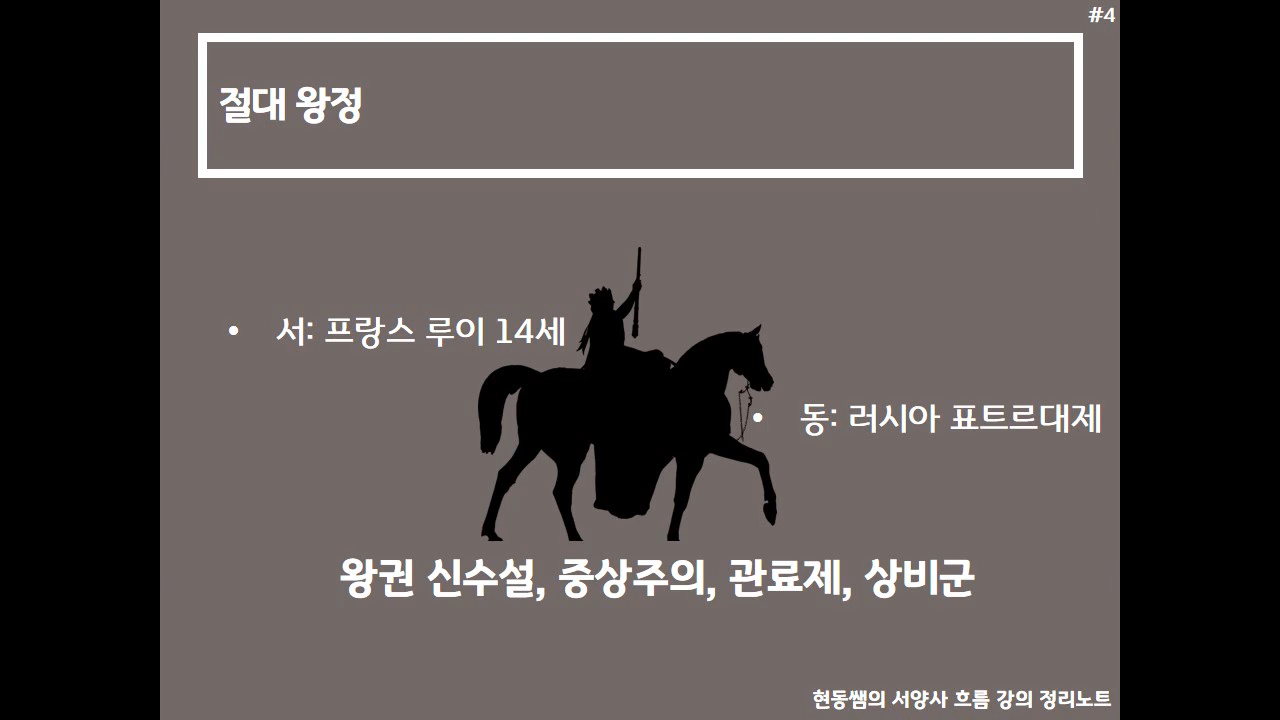 #4
절대 왕정
• 서: 프랑스 루이 14세
• 동: 러시아 표트르대제
왕권 신수설, 중상주의, 관료제, 상비군
현동쌤의 서양사 흐름 강의 정리노트